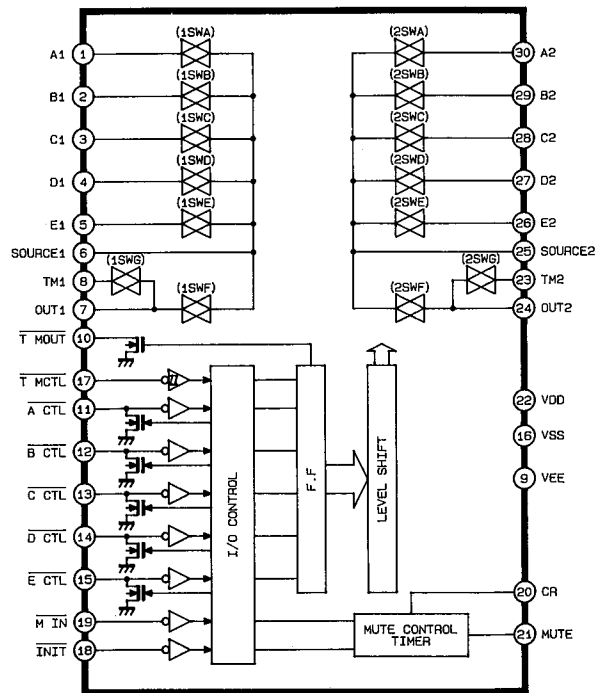 (1SWA) (2SWA)
A1 1 30 A2
(1SWB) (2SWB)
B1 2 29 B2
(1SWC) (2SWC)
C1 3 28 C2
(1SWD) (2SWD)
D1 4 27 D2
(1SWE) (2SWE)
E1 5 26 E2
SOURCE1 6 25 SOURCE2
(1SWG) (2SWG)
TM1 8 23 TM2
(1SWF) (2SWF)
OUT1 7 24 OUT2
T MOUT 10
T MCTL 17
A CTL 11 22 VDD
B CTL 12 16 VSS
C CTL 13 9 VEE
D CTL 14
E CTL 15
I/O CONTROL
F.F
LEVEL SHIFT
20 CR
M IN 19
MUTE CONTROL
TIMER
21 MUTE
INIT 18